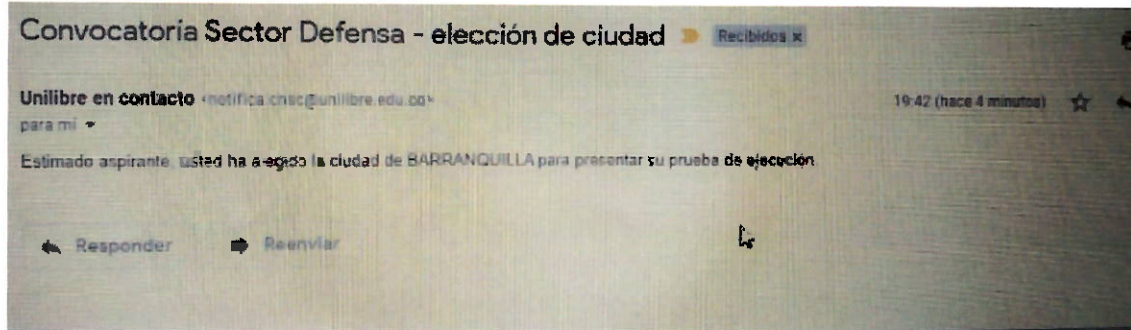 Convocatoria Sector Defensa - elección de ciudad Recibidos x
Unilibre en contacto <notifica.cnsc@unilibre.edu.co> 19:42 (hace 4 minutos)
para mí
Estimado aspirante, usted ha elegido la ciudad de BARRANQUILLA para presentar su prueba de ejecución
Responder Reenviar